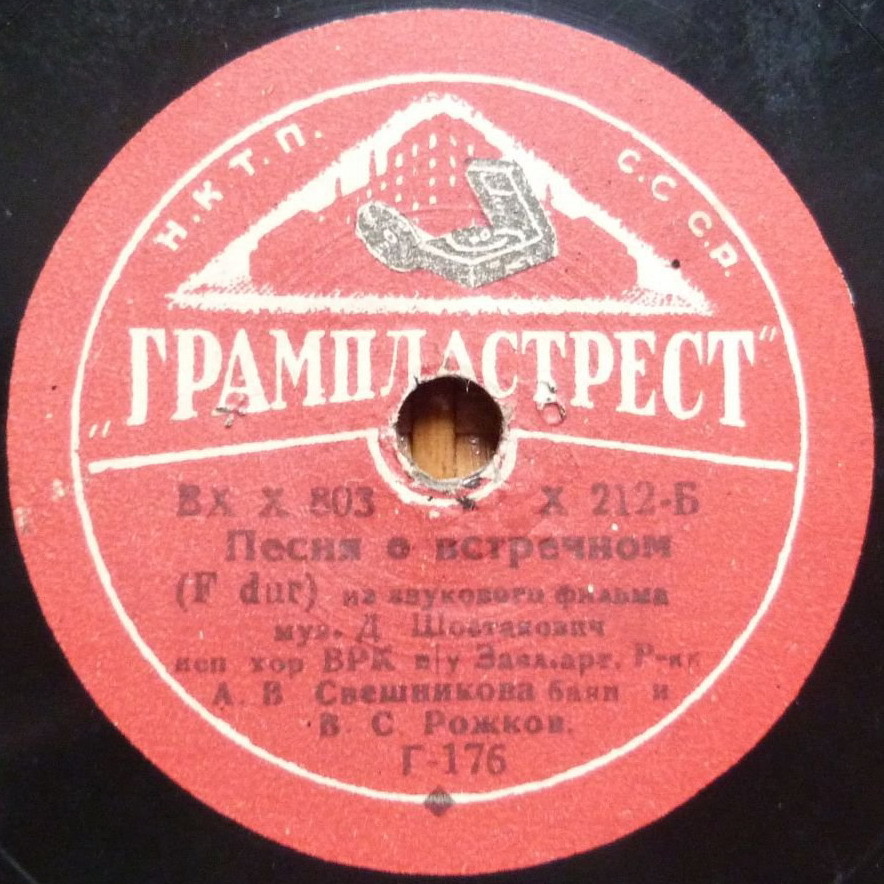 Н.К Т.П.
С.С С.Р.
„ГРАМПЛАСТРЕСТ"
ВХ Х 803 Х 212-Б
Песня о встречном
(F dur) из звукового фильма
муз. Д Шостакович
исп хор ВРК п/у Засл.арт. Р-ки
А. В Свешникова баян и
В. С Рожков.
Г-176